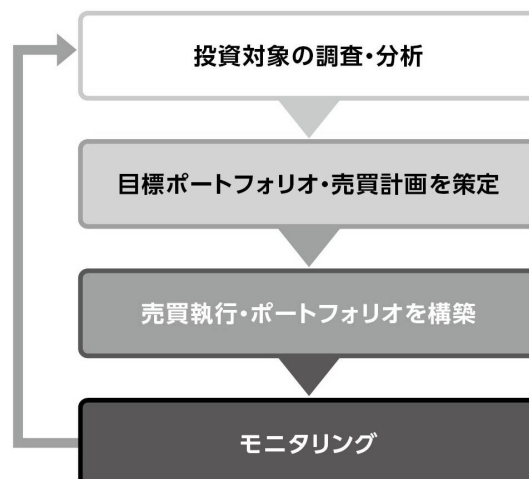 投資対象の調査・分析
目標ポートフォリオ・売買計画を策定
売買執行・ポートフォリオを構築
モニタリング